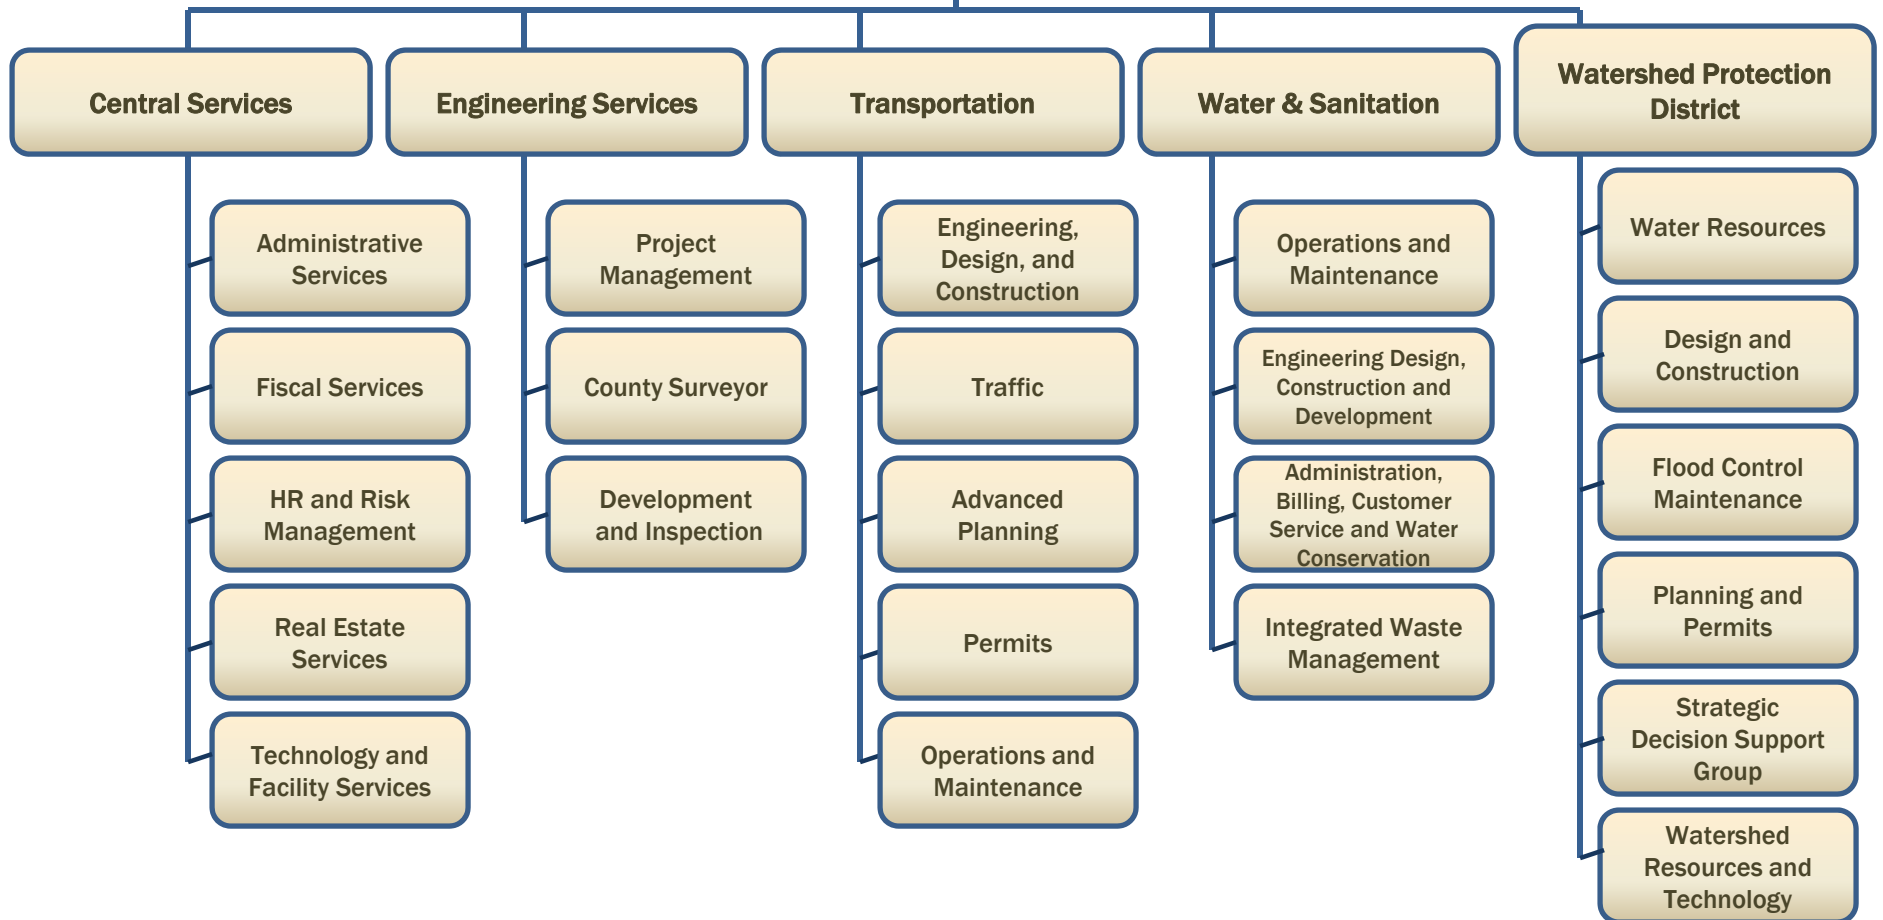 Central Services
Engineering Services
Transportation
Water & Sanitation
Watershed Protection
District
Administrative
Services
Fiscal Services
HR and Risk
Management
Real Estate
Services
Technology and
Facility Services
Project
Management
County Surveyor
Development
and Inspection
Engineering,
Design, and
Construction
Traffic
Advanced
Planning
Permits
Operations and
Maintenance
Operations and
Maintenance
Engineering Design,
Construction and
Development
Administration,
Billing, Customer
Service and Water
Conservation
Integrated Waste
Management
Water Resources
Design and
Construction
Flood Control
Maintenance
Planning and
Permits
Strategic
Decision Support
Group
Watershed
Resources and
Technology